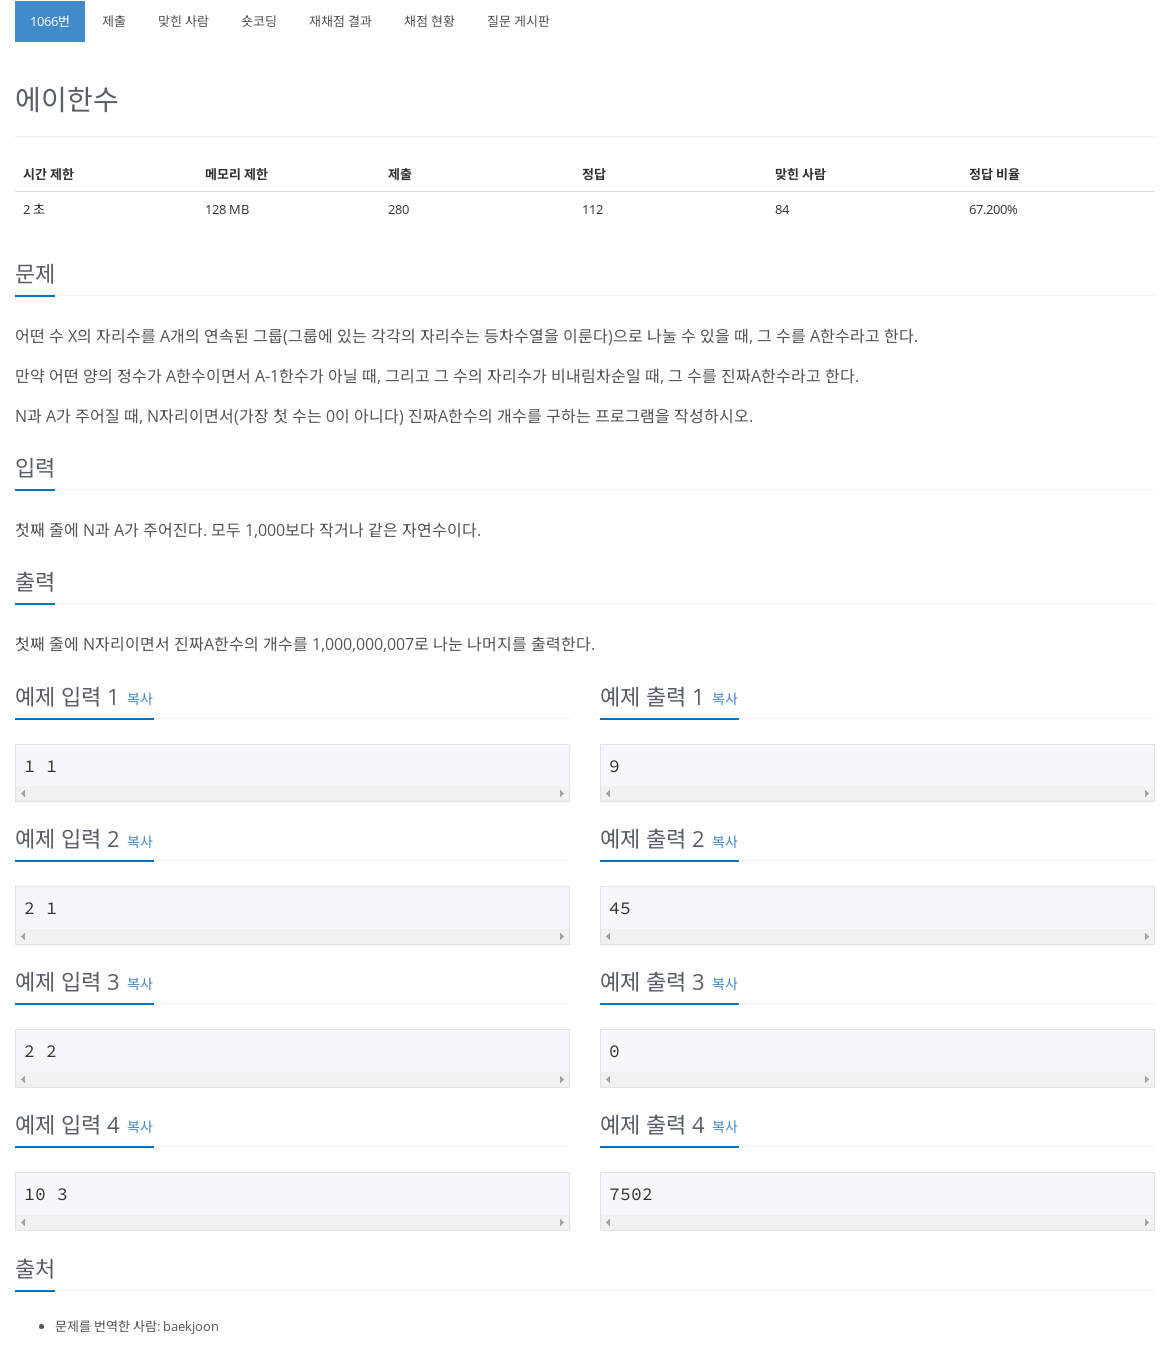 1066번 제출 맞힌 사람 숏코딩 재채점 결과 채점 현황 질문 게시판
에이한수
시간 제한 메모리 제한 제출 정답 맞힌 사람 정답 비율
2 초 128 MB 280 112 84 67.200%
문제
어떤 수 X의 자리수를 A개의 연속된 그룹(그룹에 있는 각각의 자리수는 등차수열을 이룬다)으로 나눌 수 있을 때, 그 수를 A한수라고 한다.
만약 어떤 양의 정수가 A한수이면서 A-1한수가 아닐 때, 그리고 그 수의 자리수가 비내림차순일 때, 그 수를 진짜A한수라고 한다.
N과 A가 주어질 때, N자리이면서(가장 첫 수는 0이 아니다) 진짜A한수의 개수를 구하는 프로그램을 작성하시오.
입력
첫째 줄에 N과 A가 주어진다. 모두 1,000보다 작거나 같은 자연수이다.
출력
첫째 줄에 N자리이면서 진짜A한수의 개수를 1,000,000,007로 나눈 나머지를 출력한다.
예제 입력 1 복사
1 1
예제 출력 1 복사
9
예제 입력 2 복사
2 1
예제 출력 2 복사
45
예제 입력 3 복사
2 2
예제 출력 3 복사
0
예제 입력 4 복사
10 3
예제 출력 4 복사
7502
출처
문제를 번역한 사람: baekjoon